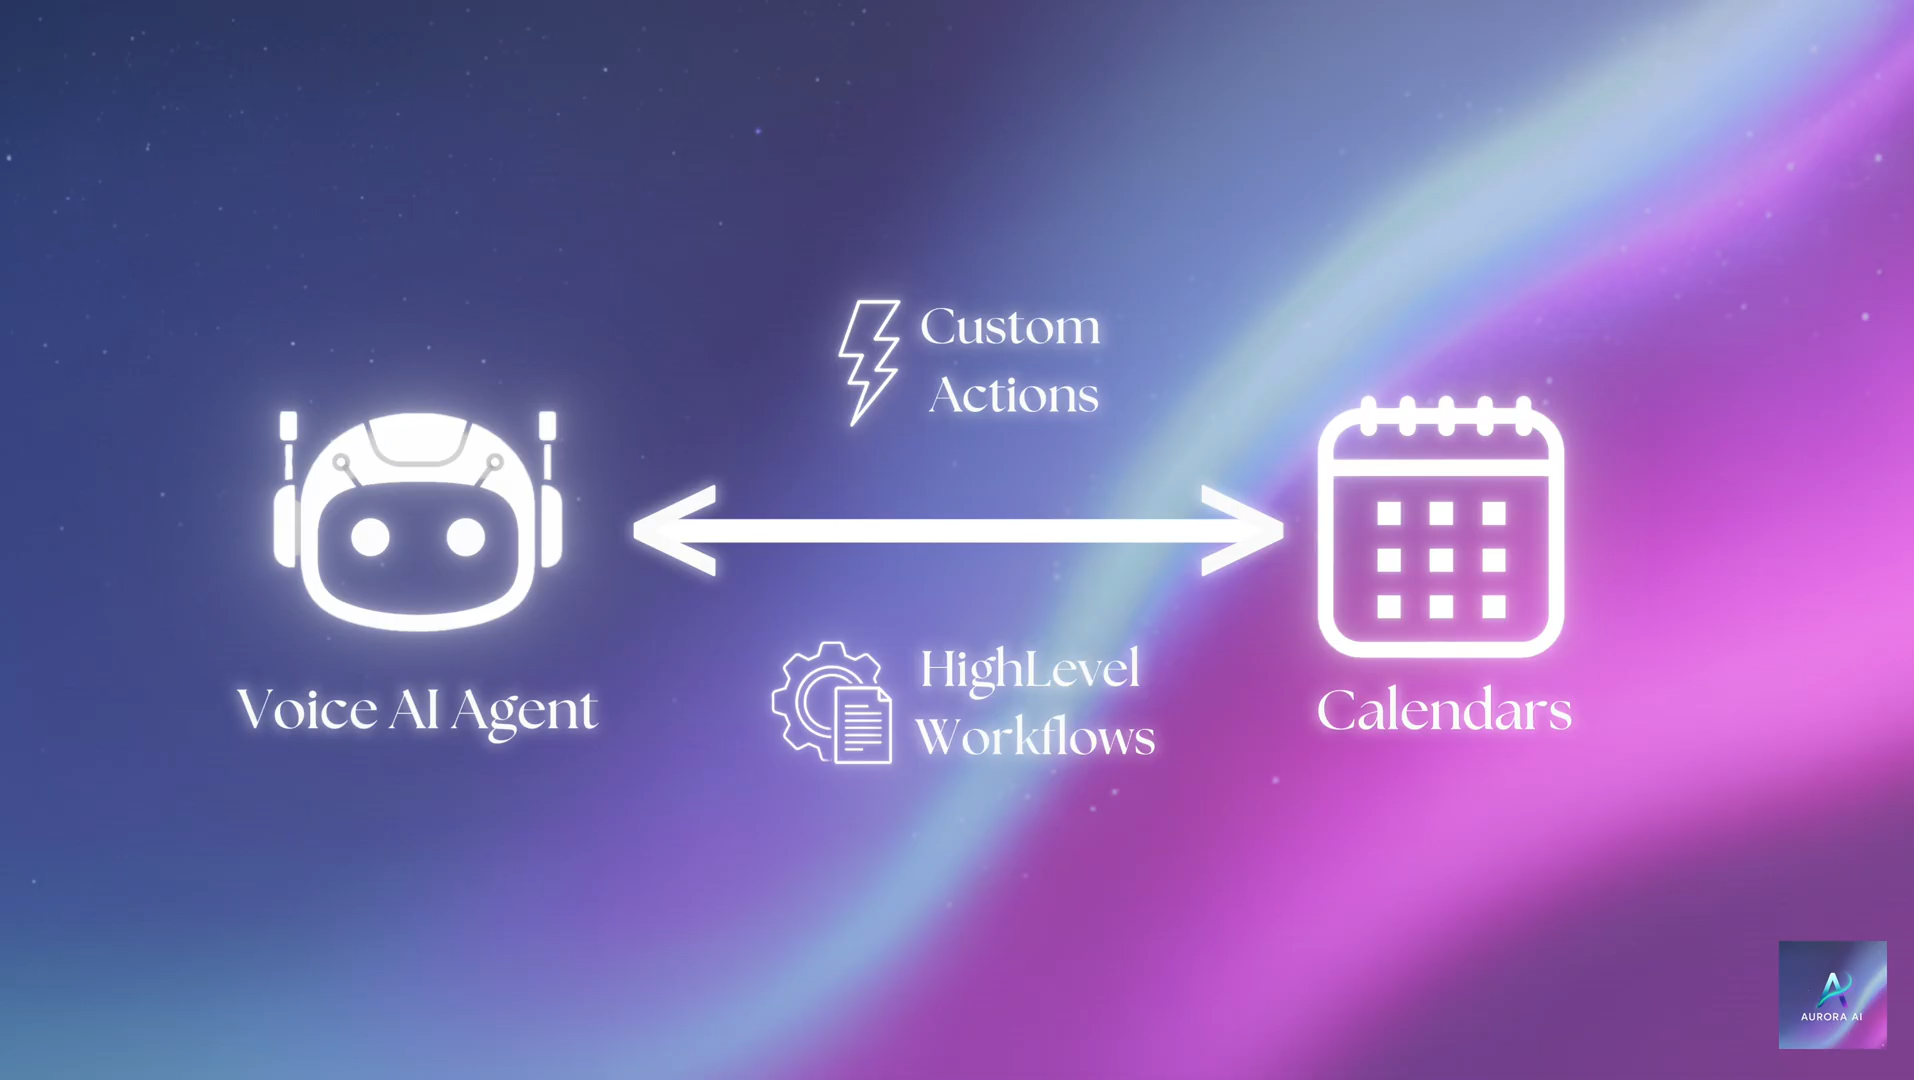 Custom
Actions
Voice AI Agent
HighLevel
Workflows
Calendars
AURORA AI